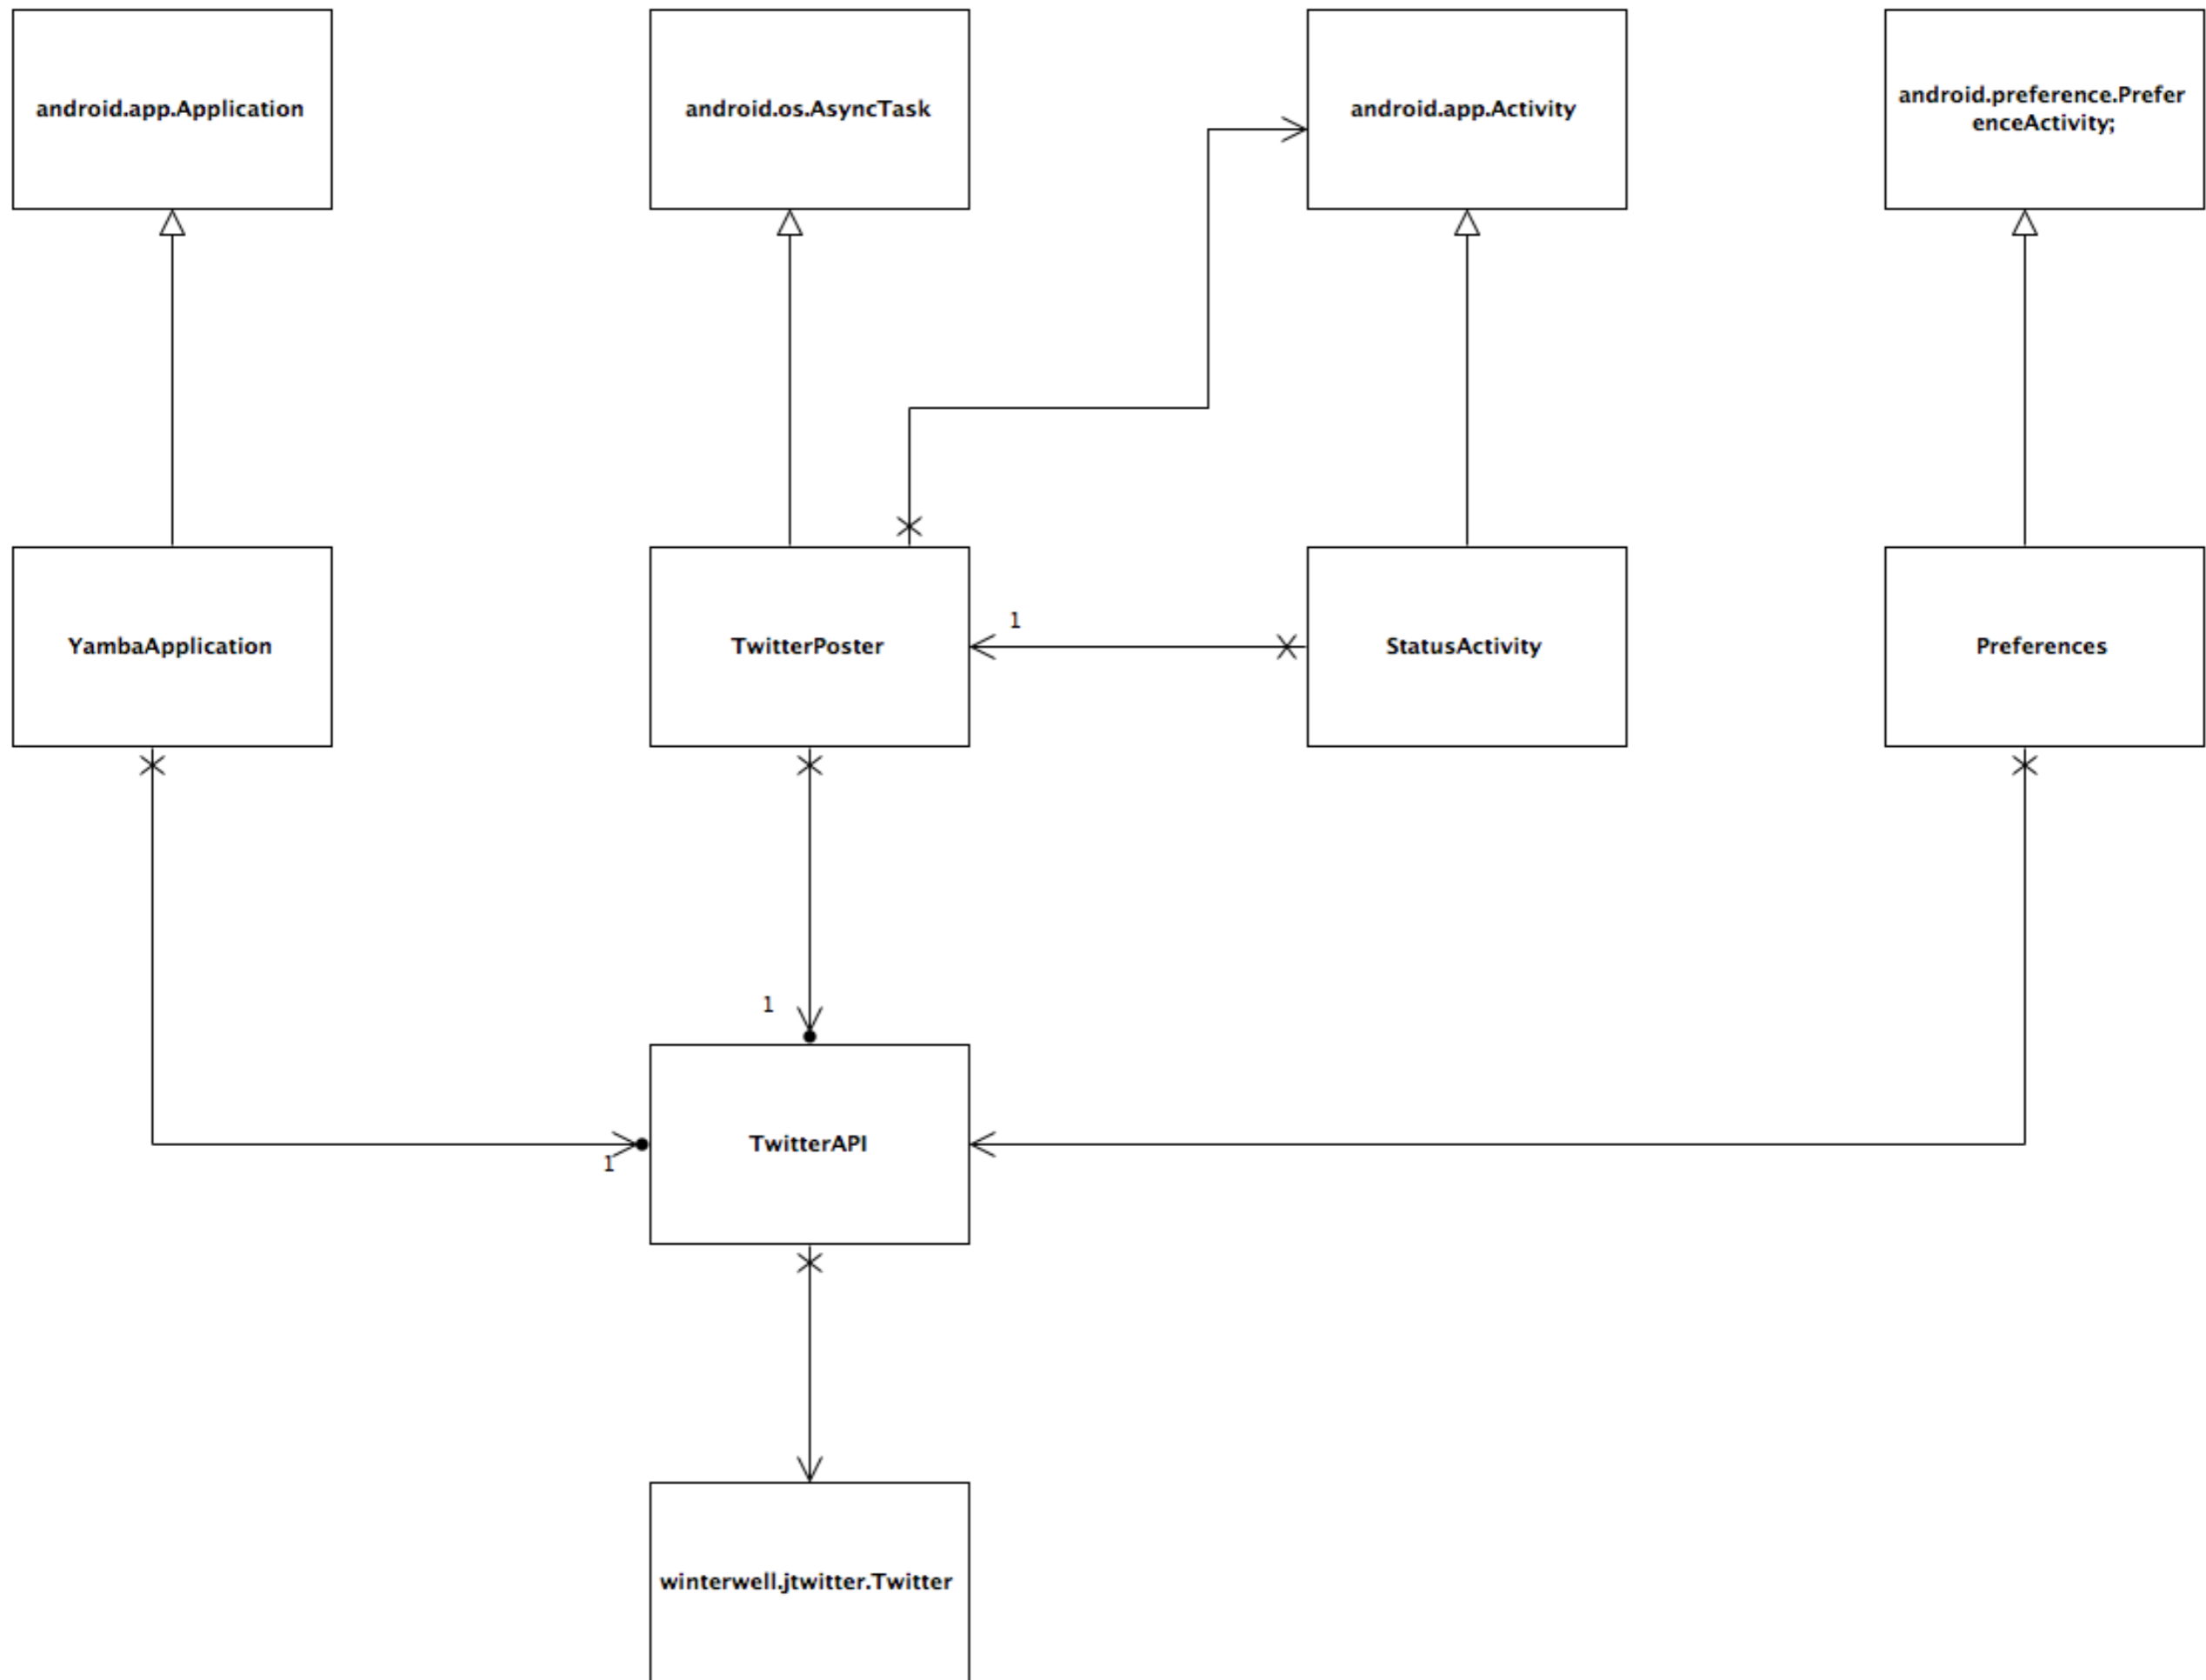 android.app.Application
android.os.AsyncTask
android.app.Activity
android.preference.Prefer
enceActivity;
YambaApplication
TwitterPoster
1
StatusActivity
Preferences
1
1
TwitterAPI
winterwell.jtwitter.Twitter